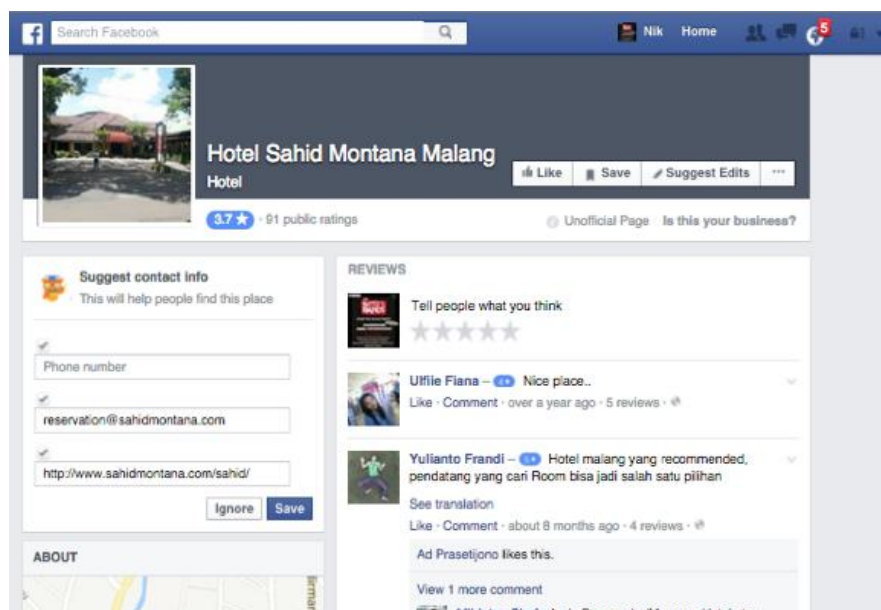 f
Search Facebook
Nik Home
5
Hotel Sahid Montana Malang
Hotel
Like Save Suggest Edits ...
3.7 ★ · 91 public ratings
Unofficial Page Is this your business?
Suggest contact info
This will help people find this place
Phone number
reservation@sahidmontana.com
http://www.sahidmontana.com/sahid/
Ignore Save
ABOUT
REVIEWS
Tell people what you think
Ulfile Fiana – Nice place..
Like · Comment · over a year ago · 5 reviews ·
Yulianto Frandi – Hotel malang yang recommended,
pendatang yang cari Room bisa jadi salah satu pilihan
See translation
Like · Comment · about 8 months ago · 4 reviews ·
Ad Prasetijono likes this.
View 1 more comment